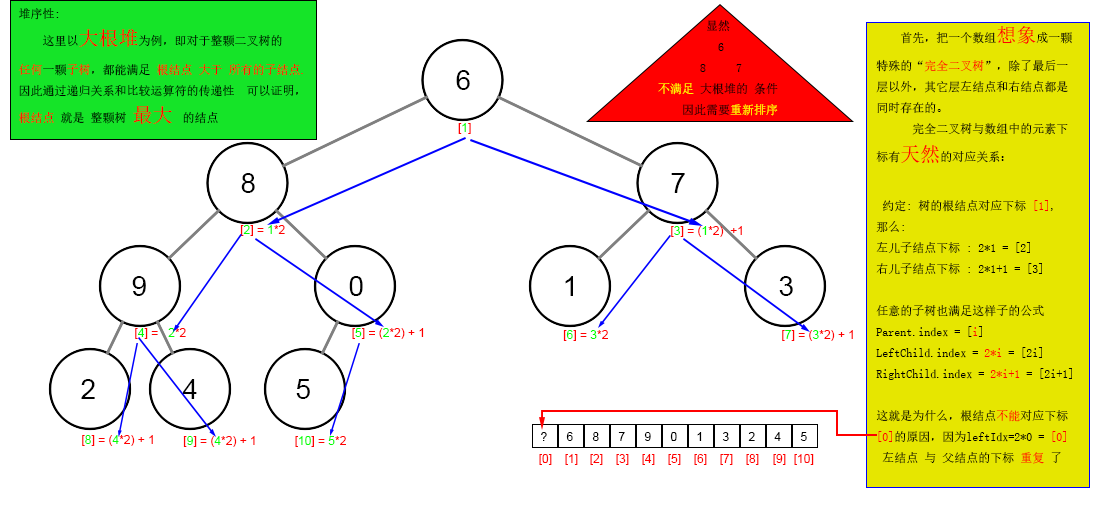 堆序性:
这里以大根堆为例，即对于整颗二叉树的
任何一颗子树，都能满足 根结点 大于 所有的子结点.
因此通过递归关系和比较运算符的传递性 可以证明，
根结点 就是 整颗树 最大 的结点
显然
6
8 7
不满足 大根堆的 条件
因此需要重新排序
首先，把一个数组想象成一颗
特殊的“完全二叉树”，除了最后一
层以外，其它层左结点和右结点都是
同时存在的。
完全二叉树与数组中的元素下
标有天然的对应关系：
约定: 树的根结点对应下标 [1],
那么:
左儿子结点下标 : 2*1 = [2]
右儿子结点下标 : 2*1+1 = [3]
任意的子树也满足这样子的公式
Parent.index = [i]
LeftChild.index = 2*i = [2i]
RightChild.index = 2*i+1 = [2i+1]
这就是为什么，根结点不能对应下标
[0]的原因，因为leftIdx=2*0 = [0]
左结点 与 父结点的下标 重复 了
6
[1]
8
7
[2] = 1*2
[3] = (1*2) +1
9
0
1
3
[4] = 2*2
[5] = (2*2) + 1
[6] = 3*2
[7] = (3*2) + 1
2
4
5
[8] = (4*2) + 1
[9] = (4*2) + 1
[10] = 5*2
? 6 8 7 9 0 1 3 2 4 5
[0] [1] [2] [3] [4] [5] [6] [7] [8] [9] [10]